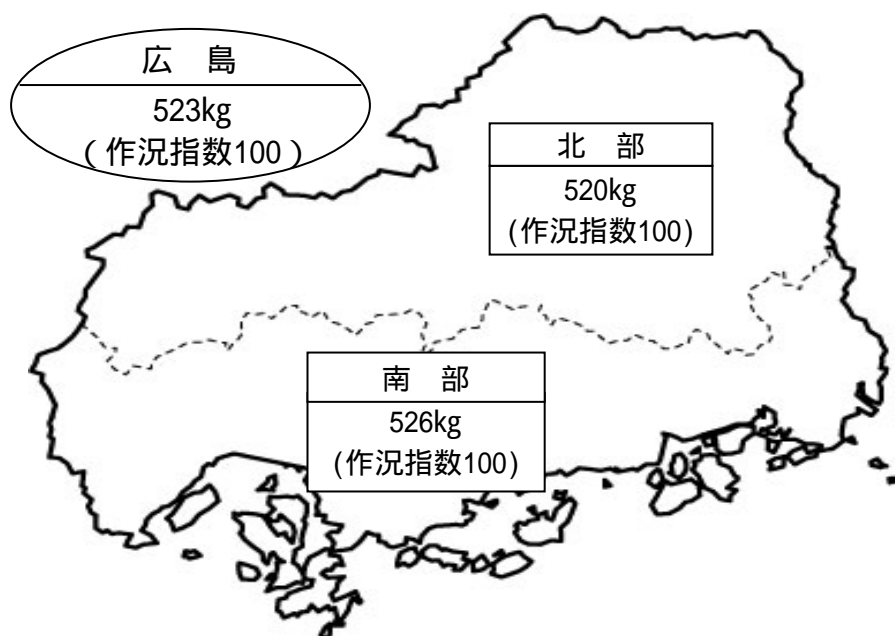 広　島
523kg
（作況指数100）
北　部
520kg
(作況指数100)
南　部
526kg
(作況指数100)